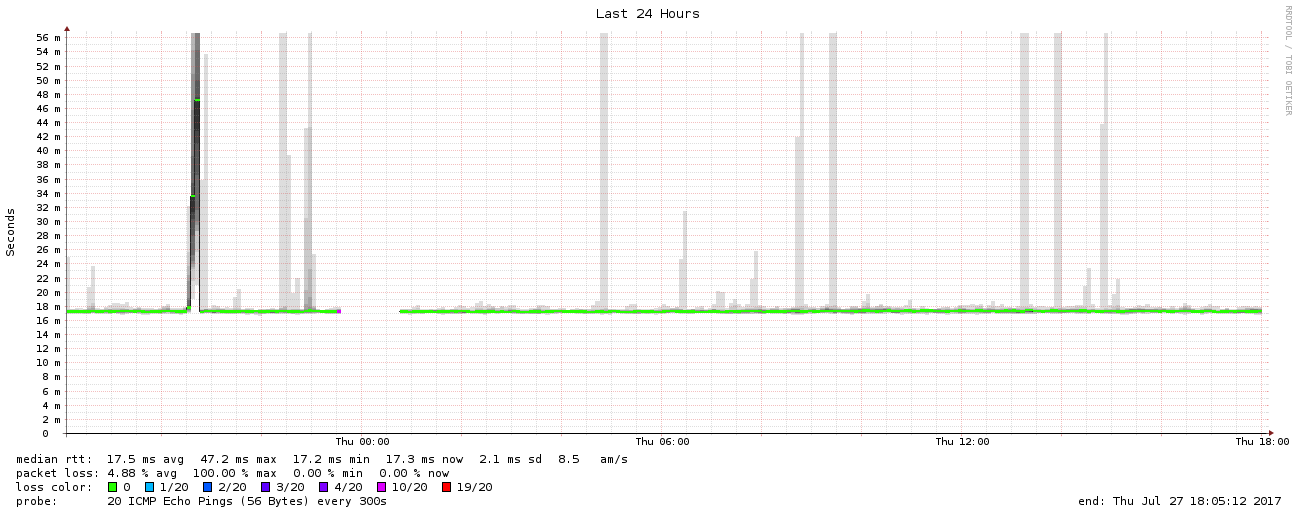 Last 24 Hours
RRDTOOL / TOBI OETIKER
Seconds
56 m
54 m
52 m
50 m
48 m
46 m
44 m
42 m
40 m
38 m
36 m
34 m
32 m
30 m
28 m
26 m
24 m
22 m
20 m
18 m
16 m
14 m
12 m
10 m
8 m
6 m
4 m
2 m
0
Thu 00:00 Thu 06:00 Thu 12:00 Thu 18:00
median rtt: 17.5 ms avg 47.2 ms max 17.2 ms min 17.3 ms now 2.1 ms sd 8.5 am/s
packet loss: 4.88 % avg 100.00 % max 0.00 % min 0.00 % now
loss color: 0 1/20 2/20 3/20 4/20 10/20 19/20
probe: 20 ICMP Echo Pings (56 Bytes) every 300s end: Thu Jul 27 18:05:12 2017